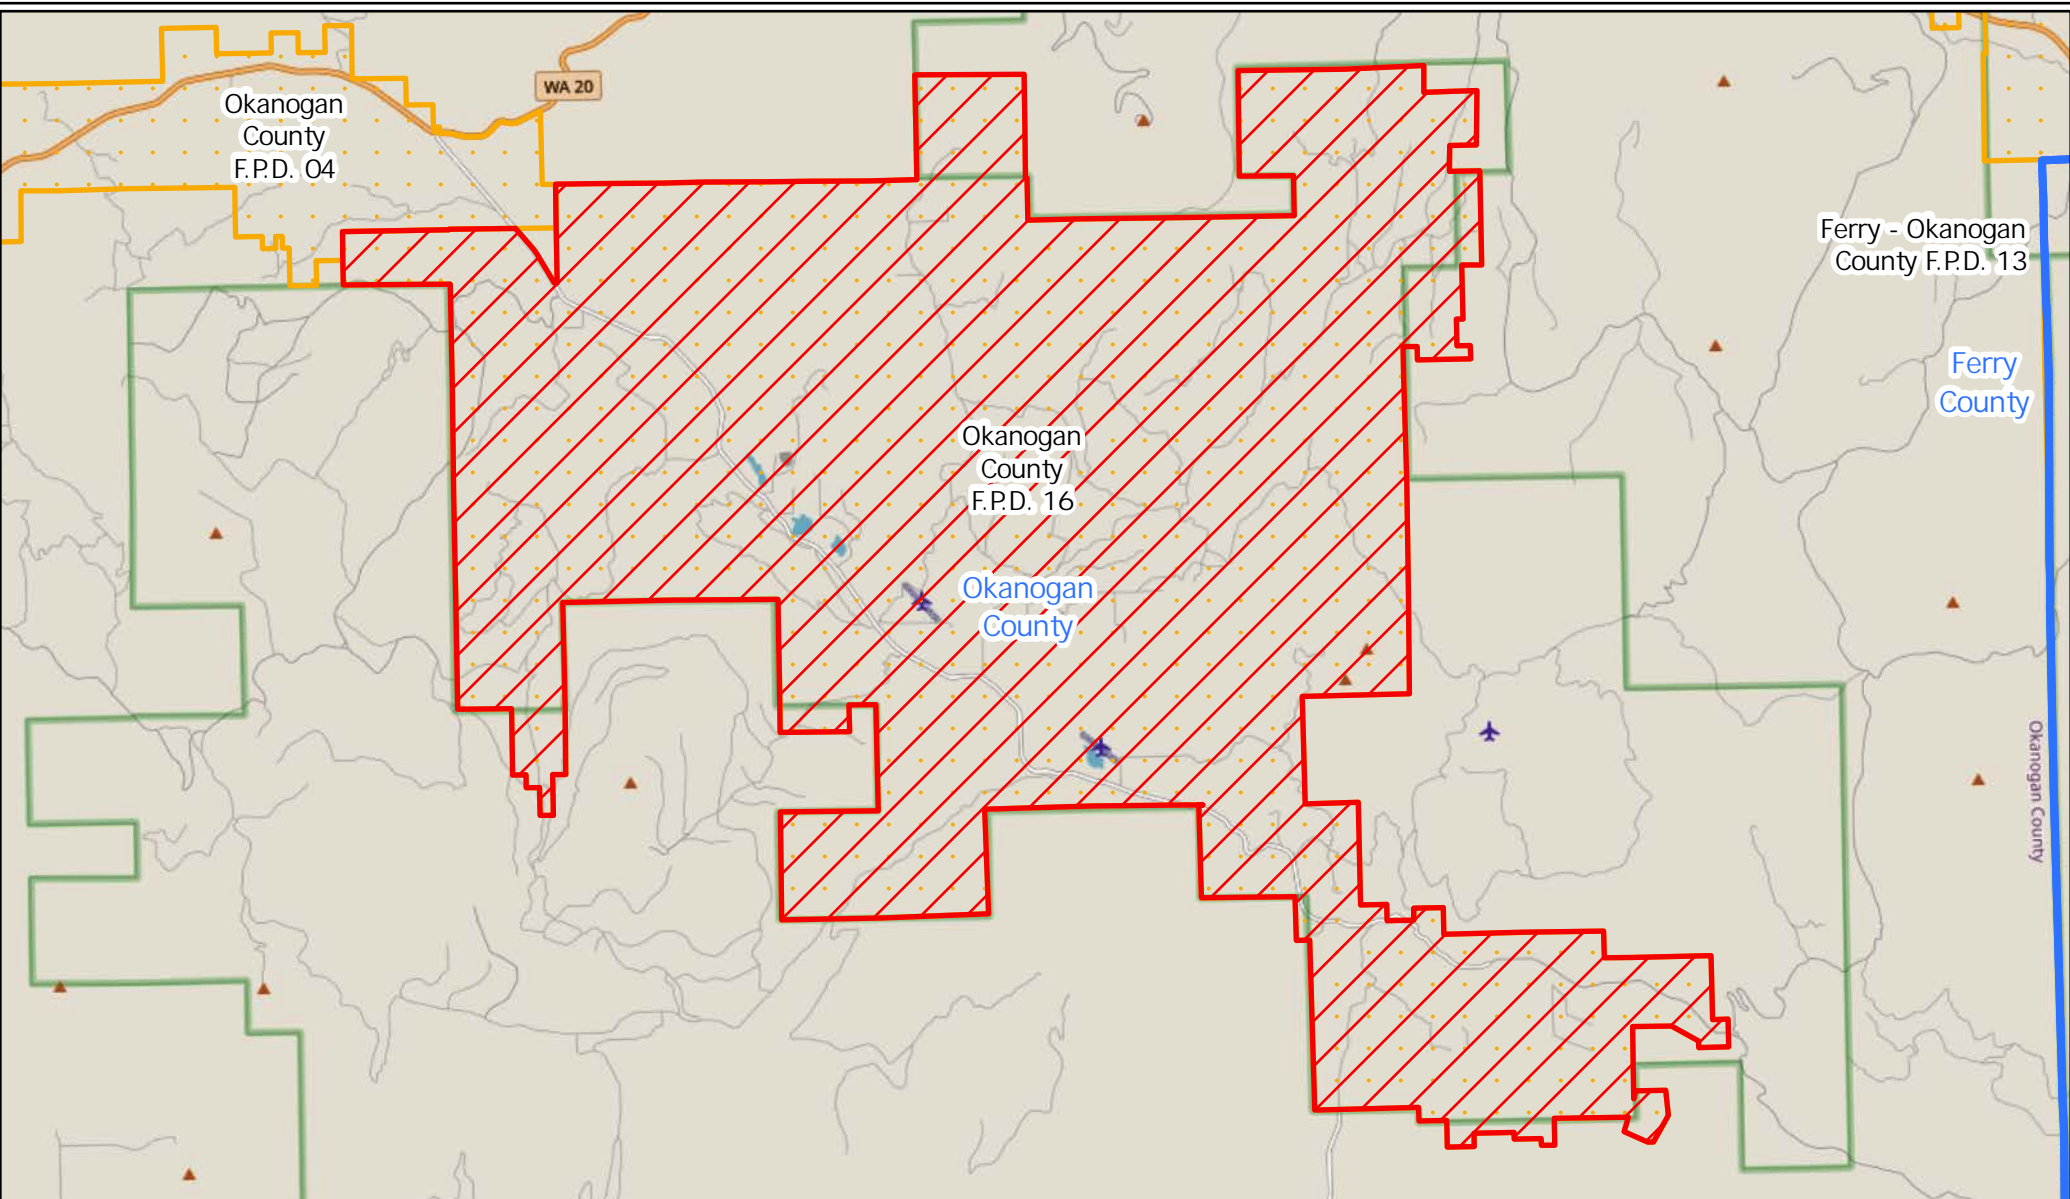 WA 20
Okanogan
County
F.P.D. 04
Ferry - Okanogan
County F.P.D. 13
Ferry
County
Okanogan
County
F.P.D. 16
Okanogan
County
Okanogan County